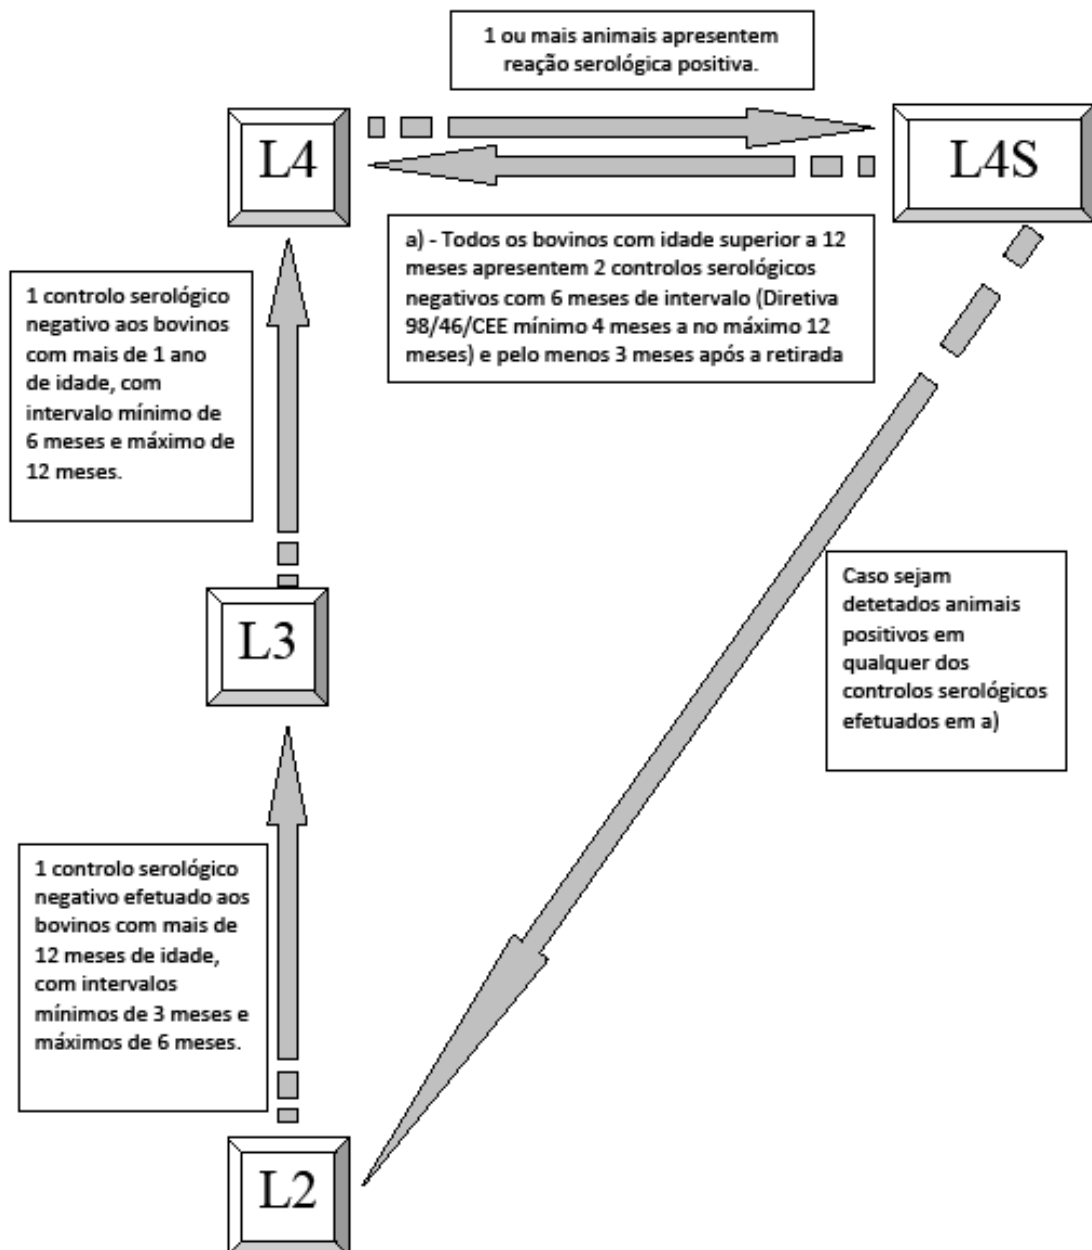 1 ou mais animais apresentem
reação serológica positiva.
L4
L4S
a) - Todos os bovinos com idade superior a 12
meses apresentem 2 controlos serológicos
negativos com 6 meses de intervalo (Diretiva
98/46/CEE mínimo 4 meses a no máximo 12
meses) e pelo menos 3 meses após a retirada
1 controlo serológico
negativo aos bovinos
com mais de 1 ano
de idade, com
intervalo mínimo de
6 meses e máximo de
12 meses.
L3
Caso sejam
detetados animais
positivos em
qualquer dos
controlos serológicos
efetuados em a)
1 controlo serológico
negativo efetuado aos
bovinos com mais de
12 meses de idade,
com intervalos
mínimos de 3 meses e
máximos de 6 meses.
L2